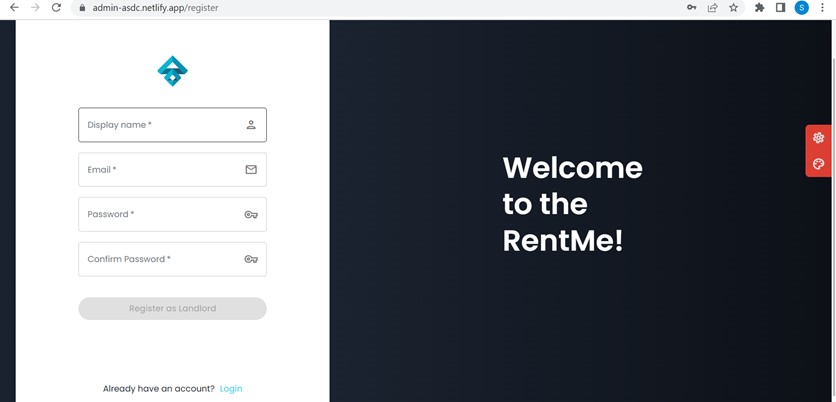 admin-asdc.netlify.app/register
S
Display name *
Email *
Password *
Confirm Password *
Register as Landlord
Already have an account? Login
Welcome
to the
RentMe!